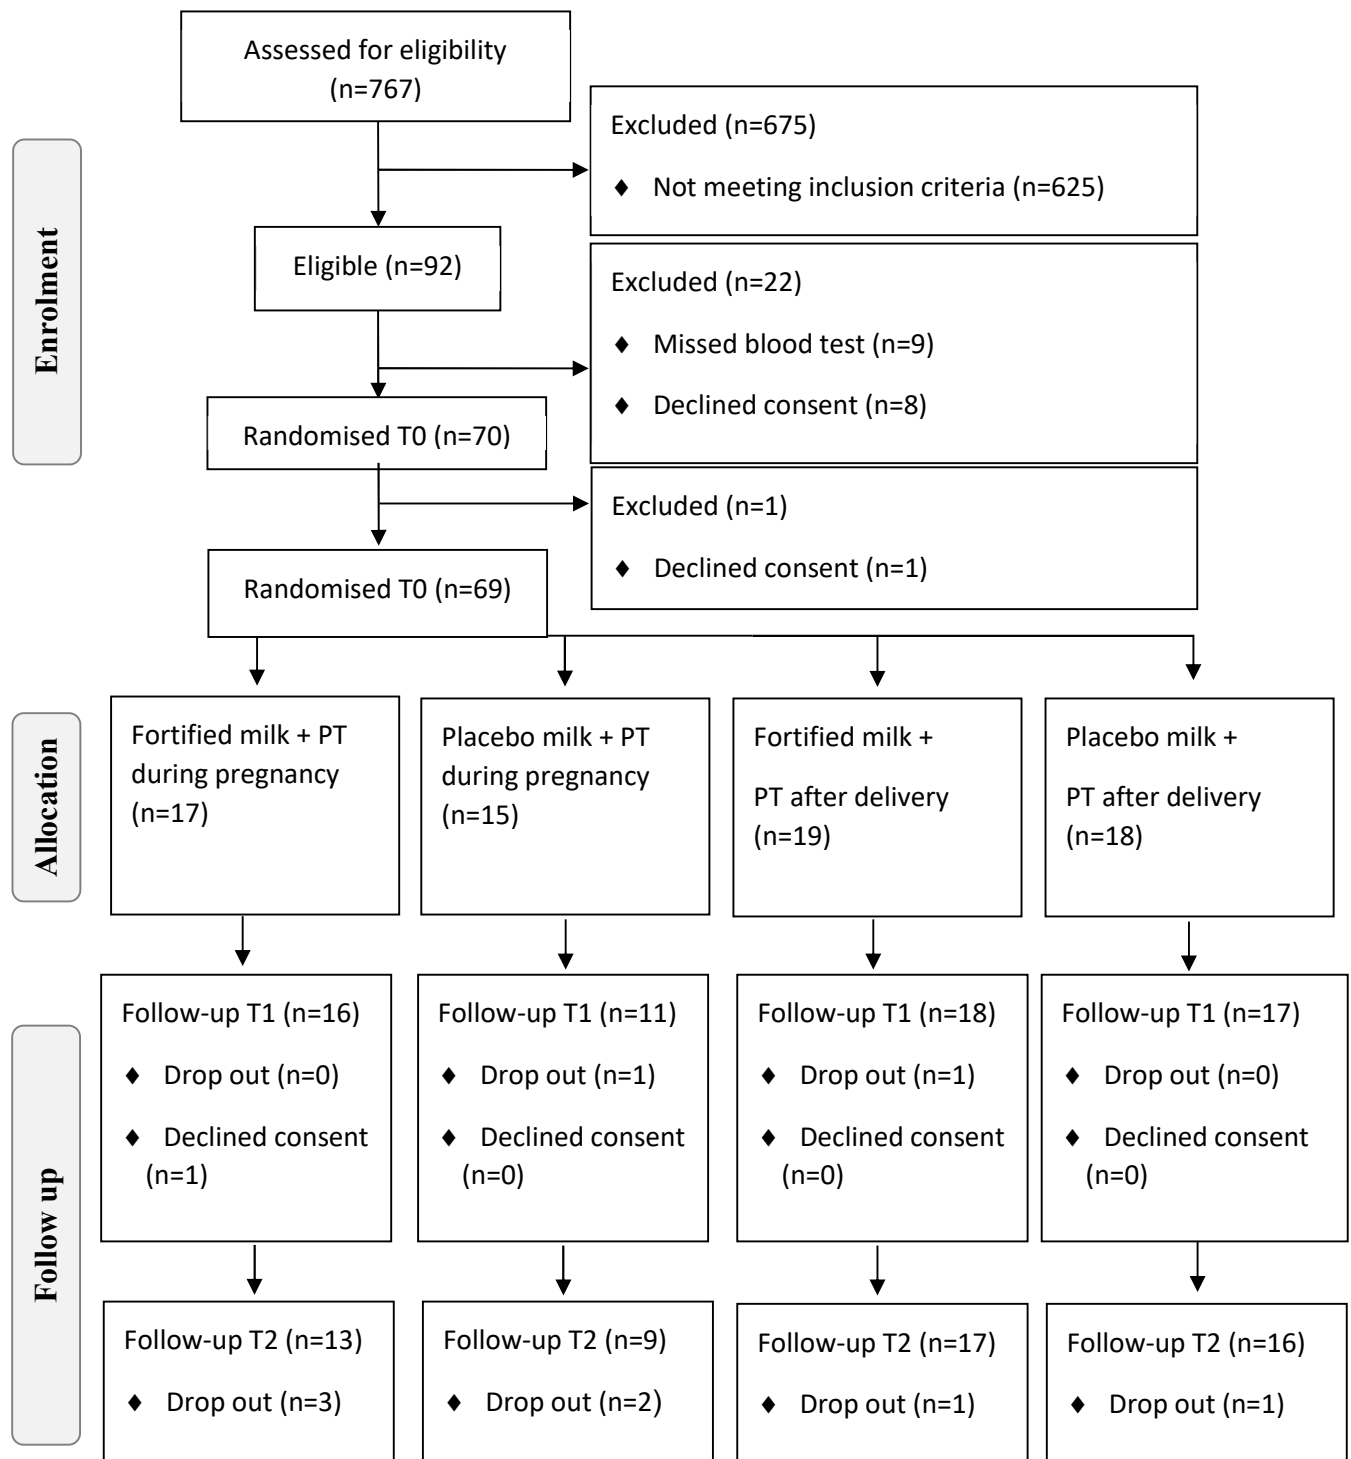 Assessed for eligibility
(n=767)
Excluded (n=675)
♦ Not meeting inclusion criteria (n=625)
Enrolment
Eligible (n=92)
Excluded (n=22)
♦ Missed blood test (n=9)
♦ Declined consent (n=8)
Randomised T0 (n=70)
Excluded (n=1)
♦ Declined consent (n=1)
Randomised T0 (n=69)
Allocation
Fortified milk + PT
during pregnancy
(n=17)
Placebo milk + PT
during pregnancy
(n=15)
Fortified milk +
PT after delivery
(n=19)
Placebo milk +
PT after delivery
(n=18)
Follow up
Follow-up T1 (n=16)
♦ Drop out (n=0)
♦ Declined consent
(n=1)
Follow-up T1 (n=11)
♦ Drop out (n=1)
♦ Declined consent
(n=0)
Follow-up T1 (n=18)
♦ Drop out (n=1)
♦ Declined consent
(n=0)
Follow-up T1 (n=17)
♦ Drop out (n=0)
♦ Declined consent
(n=0)
Follow-up T2 (n=13)
♦ Drop out (n=3)
Follow-up T2 (n=9)
♦ Drop out (n=2)
Follow-up T2 (n=17)
♦ Drop out (n=1)
Follow-up T2 (n=16)
♦ Drop out (n=1)